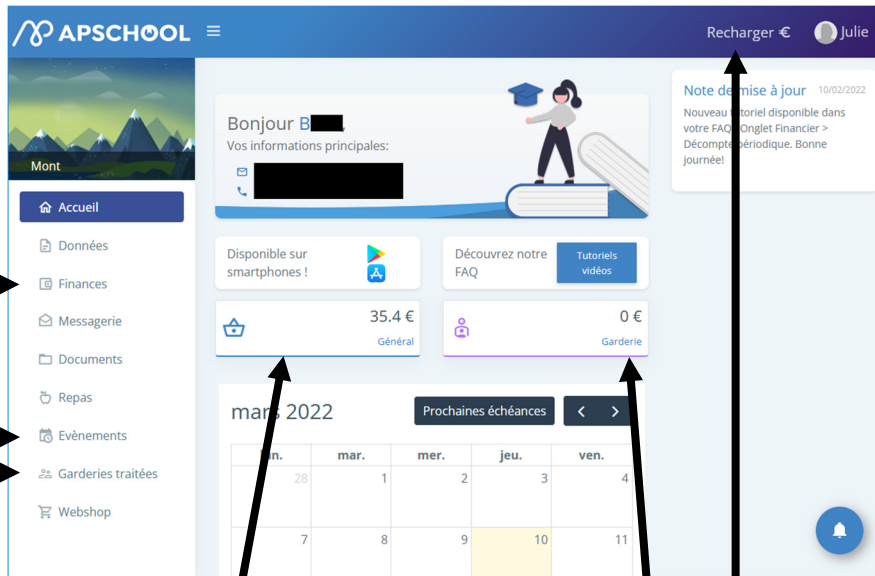 APSCHOOL
Recharger €
Julie
Mont
Accueil
Données
Finances
Messagerie
Documents
Repas
Evènements
Garderies traitées
Webshop
Bonjour B
Vos informations principales:
Disponible sur
smartphones !
Découvrez notre
FAQ
Tutoriels
vidéos
35.4 €
Général
0 €
Garderie
mars 2022
Prochaines échéances
< >
lun. mar. mer. jeu. ven.
28 1 2 3 4
7 8 9 10 11
Note de mise à jour 10/02/2022
Nouveau tutoriel disponible dans
votre FAQ Onglet Financier >
Décompte périodique. Bonne
journée!